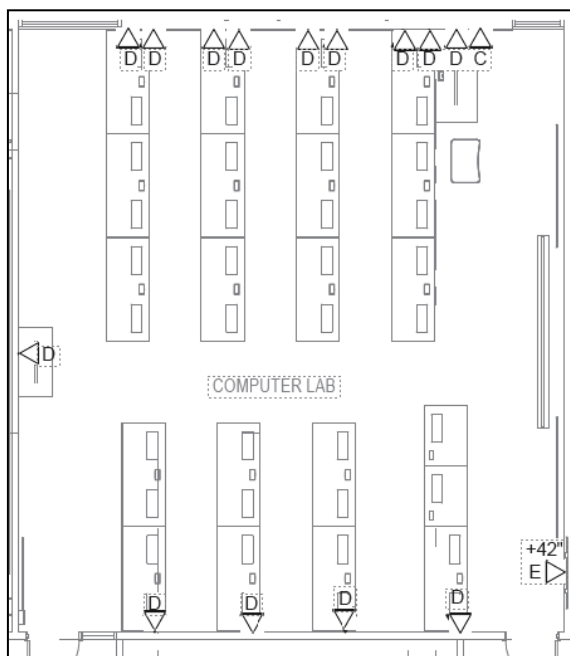 D D D D D D D D D C
D
COMPUTER LAB
+42"
E
D D D D